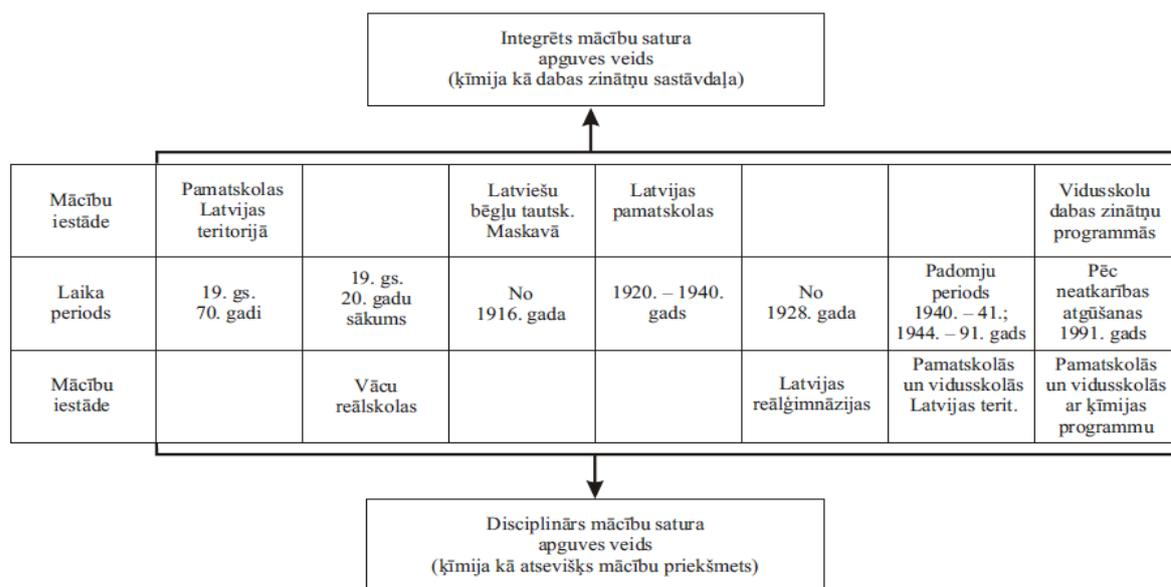 Integrēts mācību satura
apguves veids
(ķīmija kā dabas zinātņu sastāvdaļa)
Mācību
iestāde
Pamatskolas
Latvijas
teritorijā
Latviešu
bēgļu tautsk.
Maskavā
Latvijas
pamatskolas
Vidusskolu
dabas zinātņu
programmās
Laika
periods
19. gs.
70. gadi
19. gs.
20. gadu
sākums
No
1916. gada
1920. – 1940.
gads
No
1928. gada
Padomju
periods
1940. – 41.;
1944. – 91. gads
Pēc
neatkarības
atgūšanas
1991. gads
Mācību
iestāde
Vācu
reālskolas
Latvijas
reālģimnāzijas
Pamatskolās
un vidusskolās
Latvijas terit.
Pamatskolās
un vidusskolās
ar ķīmijas
programmu
Disciplinārs mācību satura
apguves veids
(ķīmija kā atsevišķs mācību priekšmets)